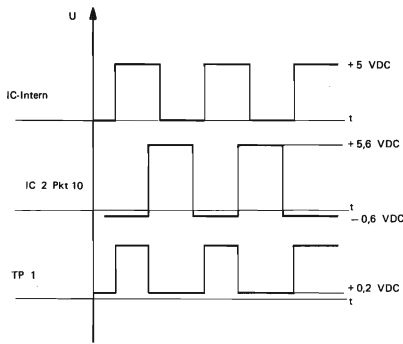 U
IC-Intern
+5 VDC
t
+5,6 VDC
IC 2 Pkt 10
t
−0,6 VDC
TP 1
+0,2 VDC
t